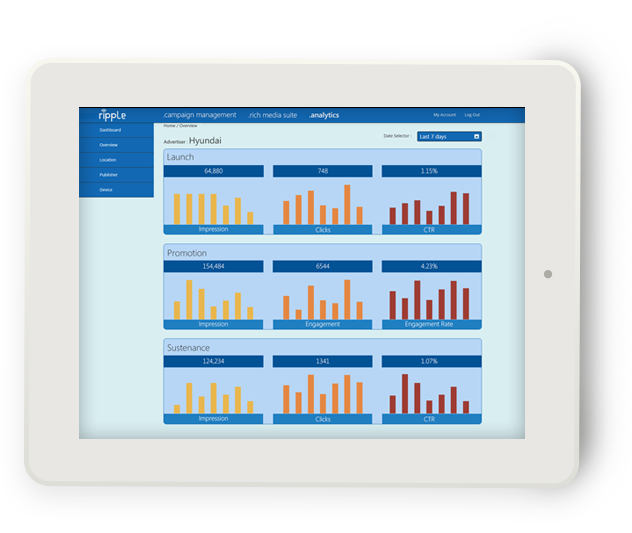 ripple
.campaign management .rich media suite .analytics My Account Log Out
Dashboard
Overview
Location
Publisher
Device
Home / Overview
Date Selector : Last 7 days
Advertiser : Hyundai
Launch
64,880 748 1.15%
Impression Clicks CTR
Promotion
154,484 6544 4.23%
Impression Engagement Engagement Rate
Sustenance
124,234 1341 1.07%
Impression Clicks CTR